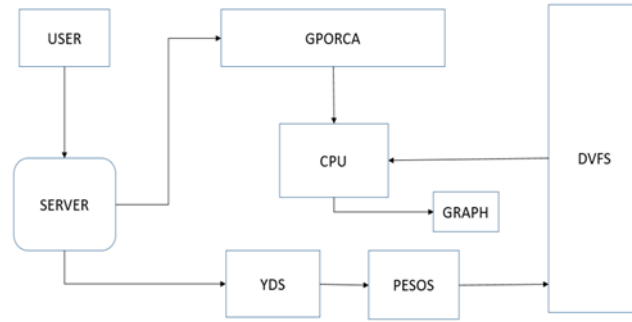 USER
GPORCA
CPU
DVFS
SERVER
GRAPH
YDS
PESOS